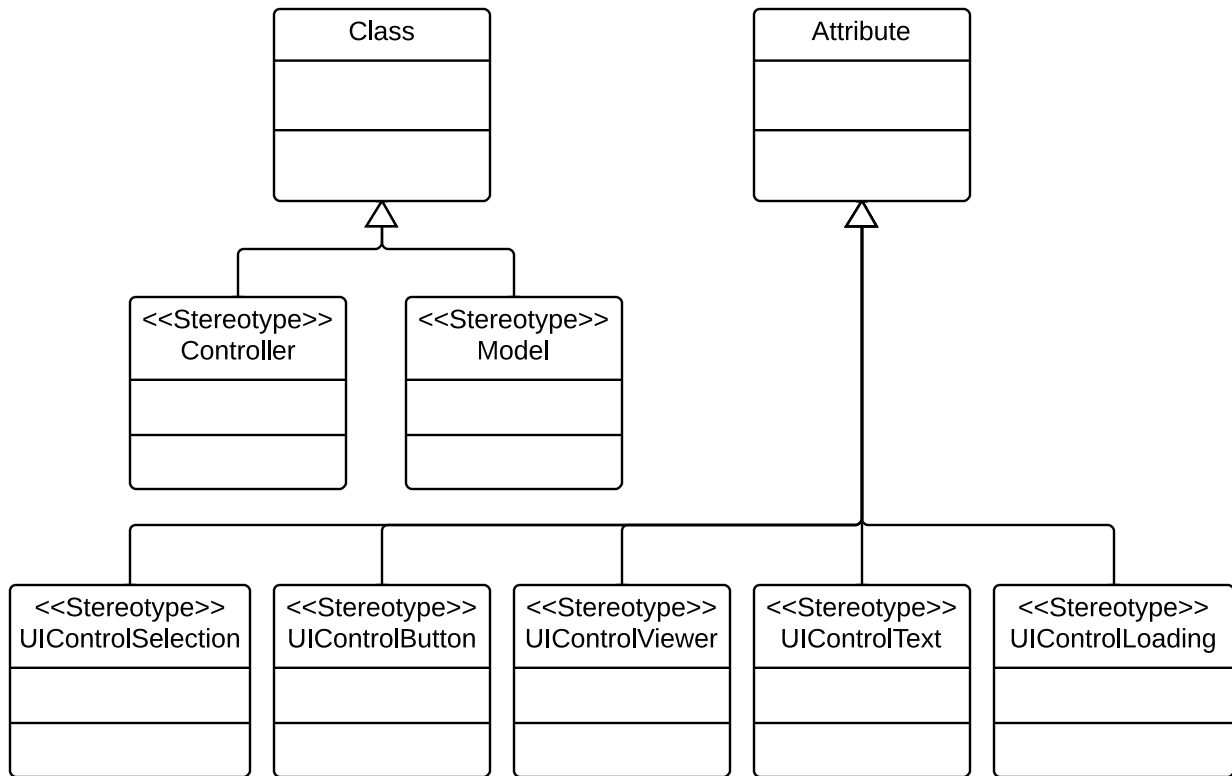 Class
Attribute
<<Stereotype>>
Controller
<<Stereotype>>
Model
<<Stereotype>>
UIControlSelection
<<Stereotype>>
UIControlButton
<<Stereotype>>
UIControlViewer
<<Stereotype>>
UIControlText
<<Stereotype>>
UIControlLoading